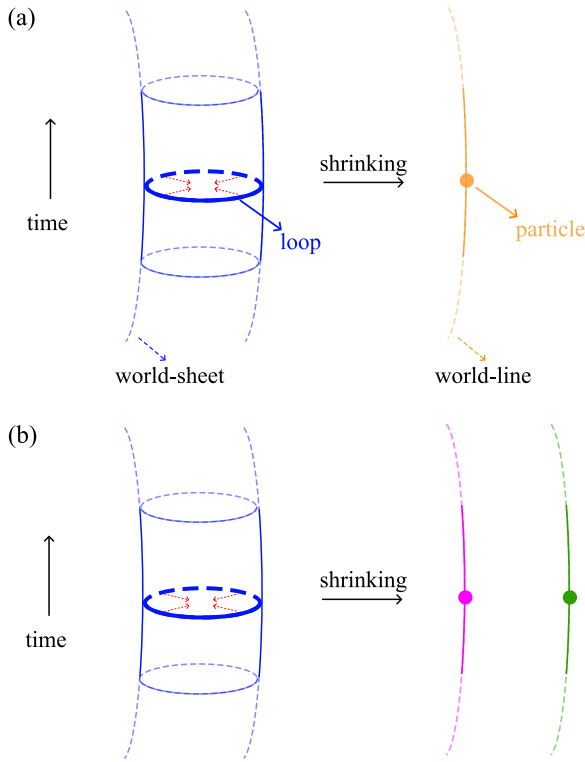 (a)
shrinking
time
loop
particle
world-sheet
world-line
(b)
shrinking
time